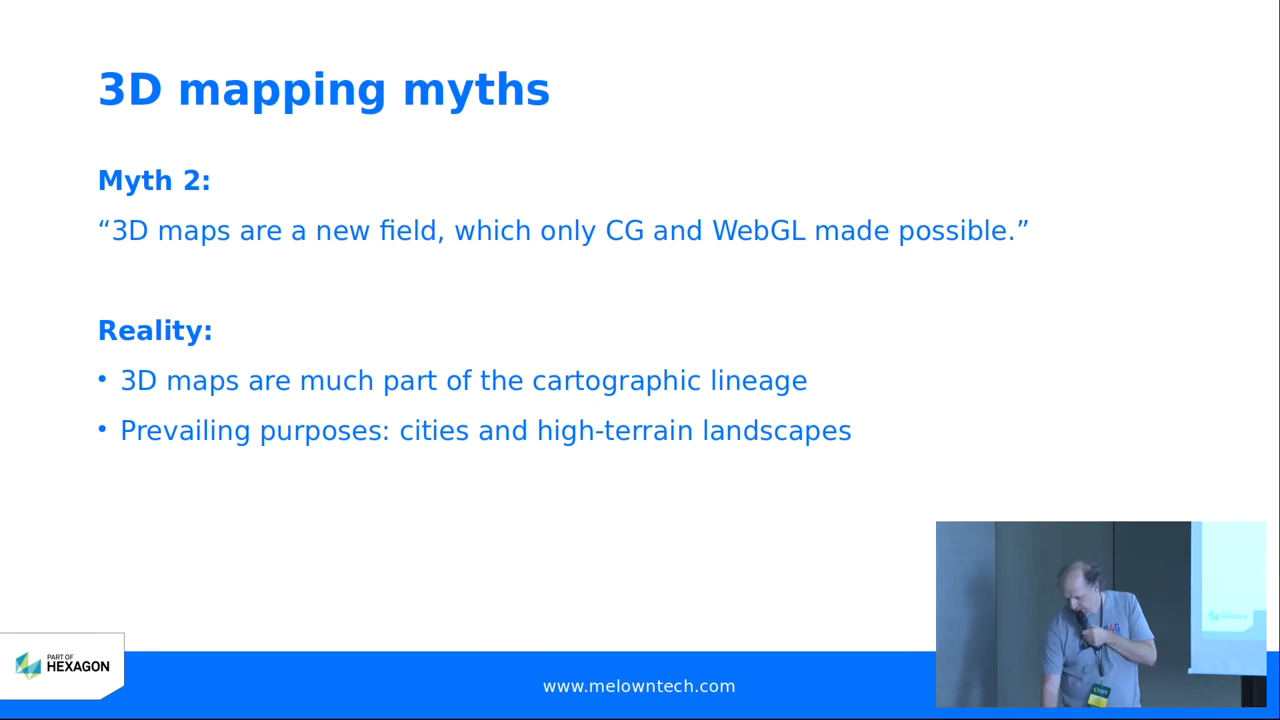 3D mapping myths
Myth 2:
“3D maps are a new field, which only CG and WebGL made possible.”
Reality:
• 3D maps are much part of the cartographic lineage
• Prevailing purposes: cities and high-terrain landscapes
PART OF
HEXAGON
www.melowntech.com